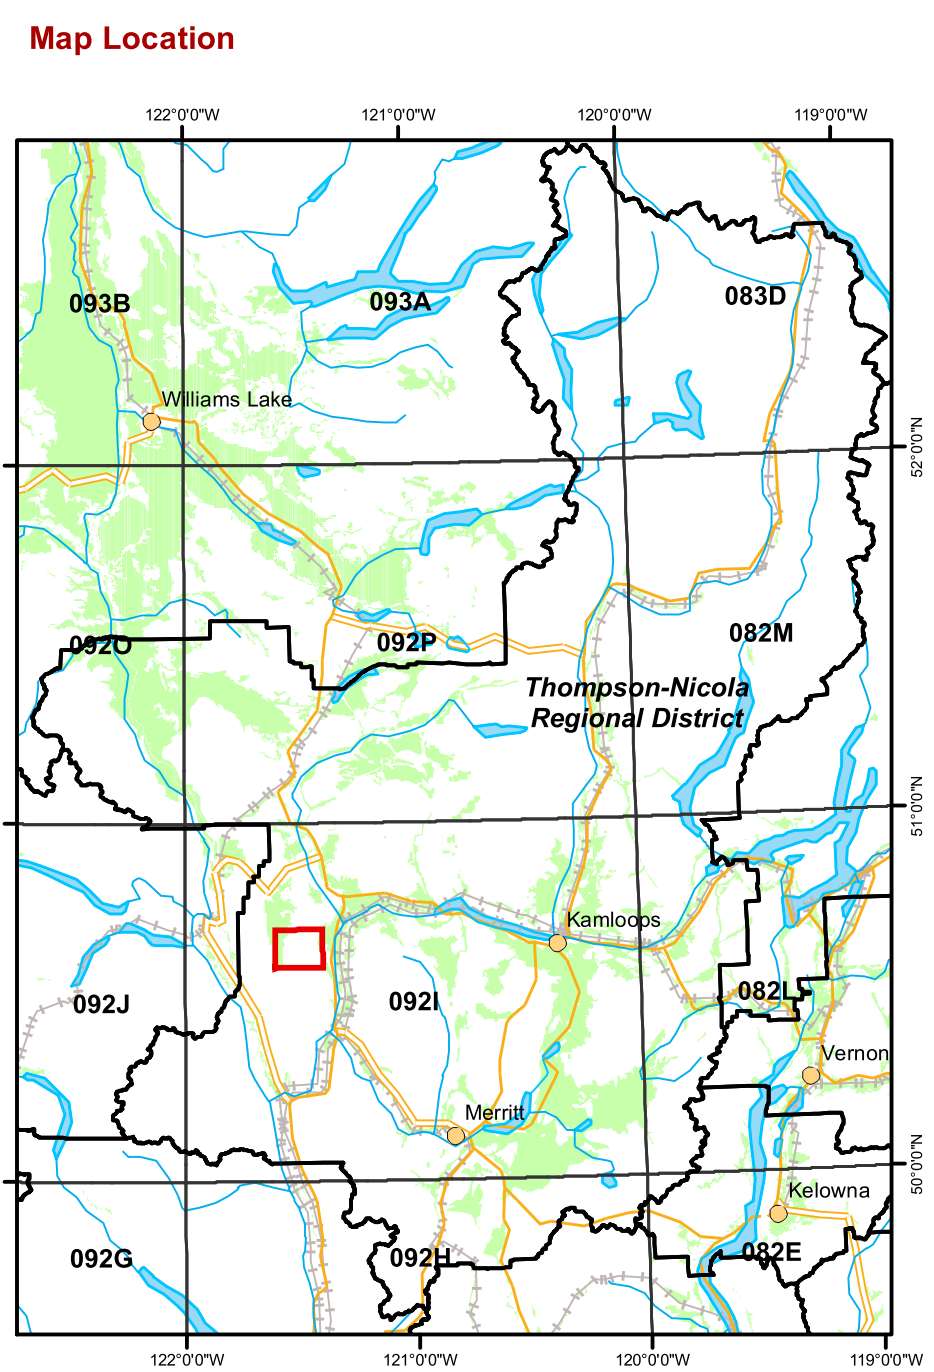 Map Location
122°0'0"W
121°0'0"W
120°0'0"W
119°0'0"W
093B
093A
083D
Williams Lake
52°0'0"N
092O
092P
082M
Thompson-Nicola
Regional District
51°0'0"N
Kamloops
092J
092I
082L
Vernon
Merritt
50°0'0"N
Kelowna
092G
092H
082E
122°0'0"W
121°0'0"W
120°0'0"W
119°0'0"W